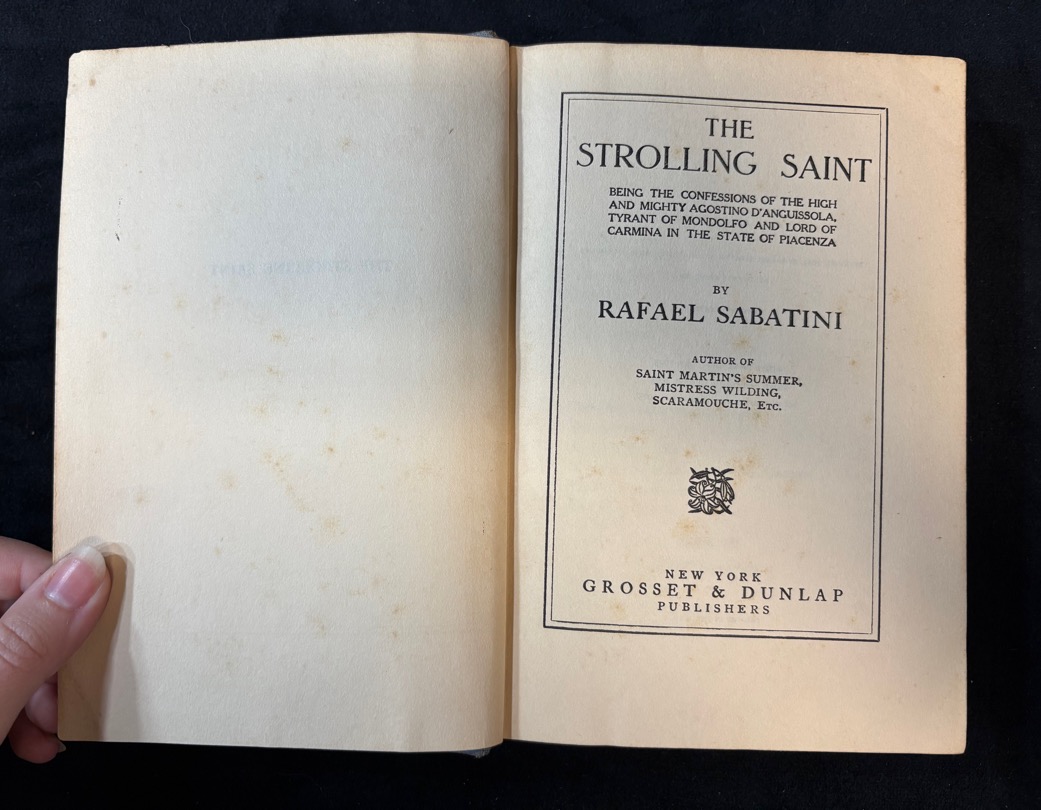 THE
STROLLING SAINT
BEING THE CONFESSIONS OF THE HIGH
AND MIGHTY AGOSTINO D'ANGUISSOLA,
TYRANT OF MONDOLFO AND LORD OF
CARMINA IN THE STATE OF PIACENZA
BY
RAFAEL SABATINI
AUTHOR OF
SAINT MARTIN'S SUMMER,
MISTRESS WILDING,
SCARAMOUCHE, Etc.
NEW YORK
GROSSET & DUNLAP
PUBLISHERS